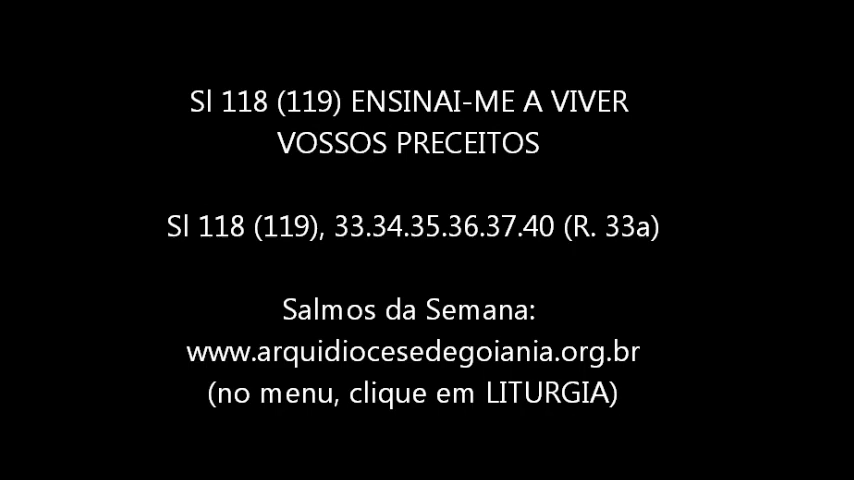 Sl 118 (119) ENSINAI-ME A VIVER
VOSSOS PRECEITOS
Sl 118 (119), 33.34.35.36.37.40 (R. 33a)
Salmos da Semana:
www.arquidiocesedegoiania.org.br
(no menu, clique em LITURGIA)